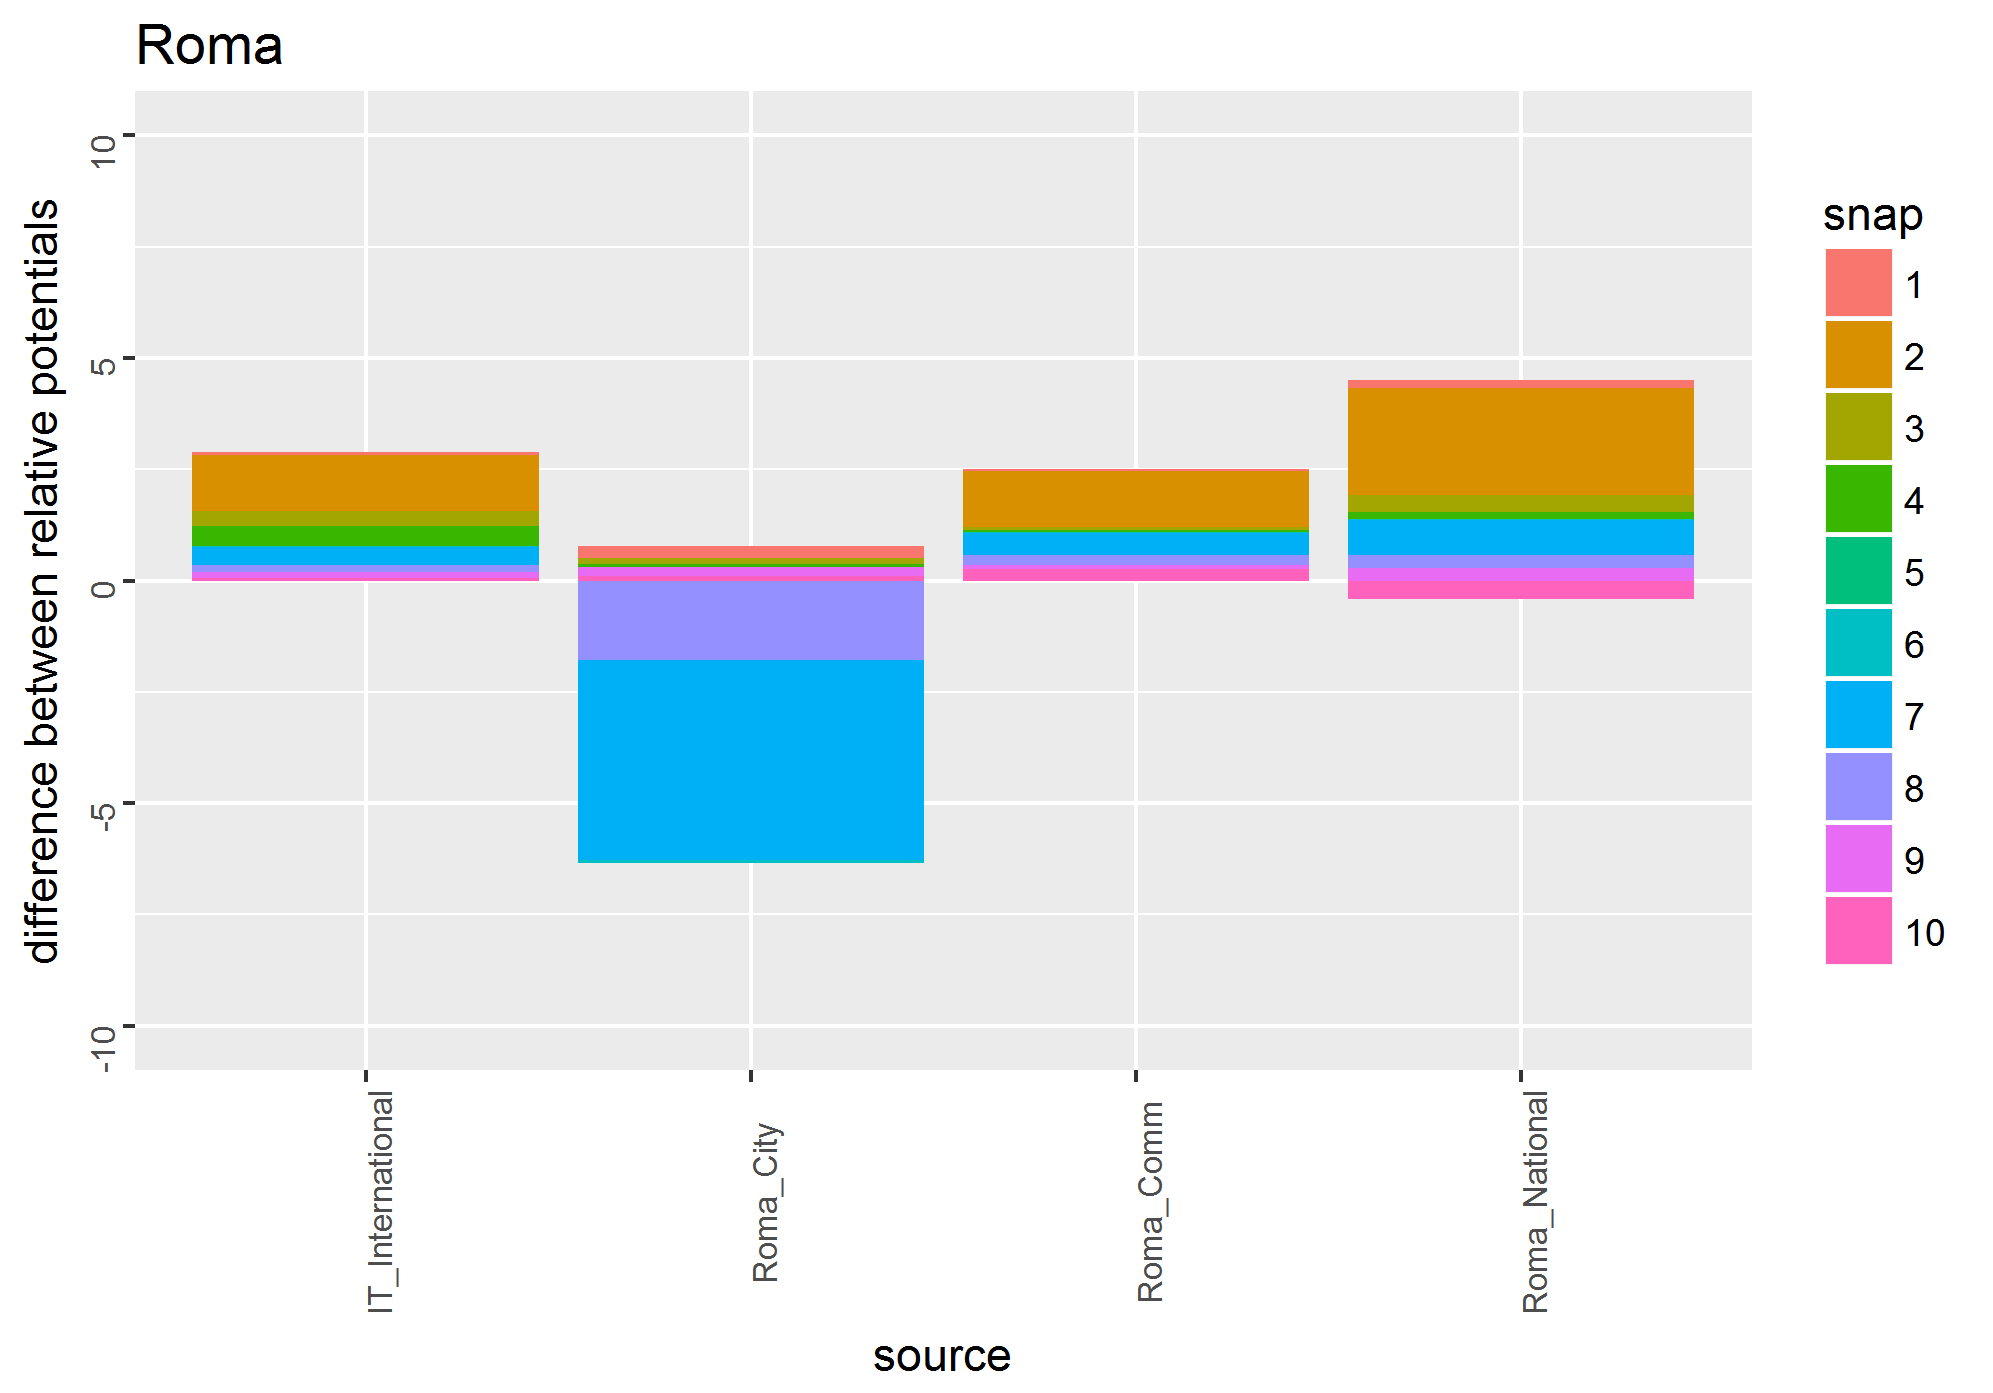 Roma
difference between relative potentials
10
5
0
-5
-10
IT_International
Roma_City
Roma_Comm
Roma_National
source
snap
1
2
3
4
5
6
7
8
9
10